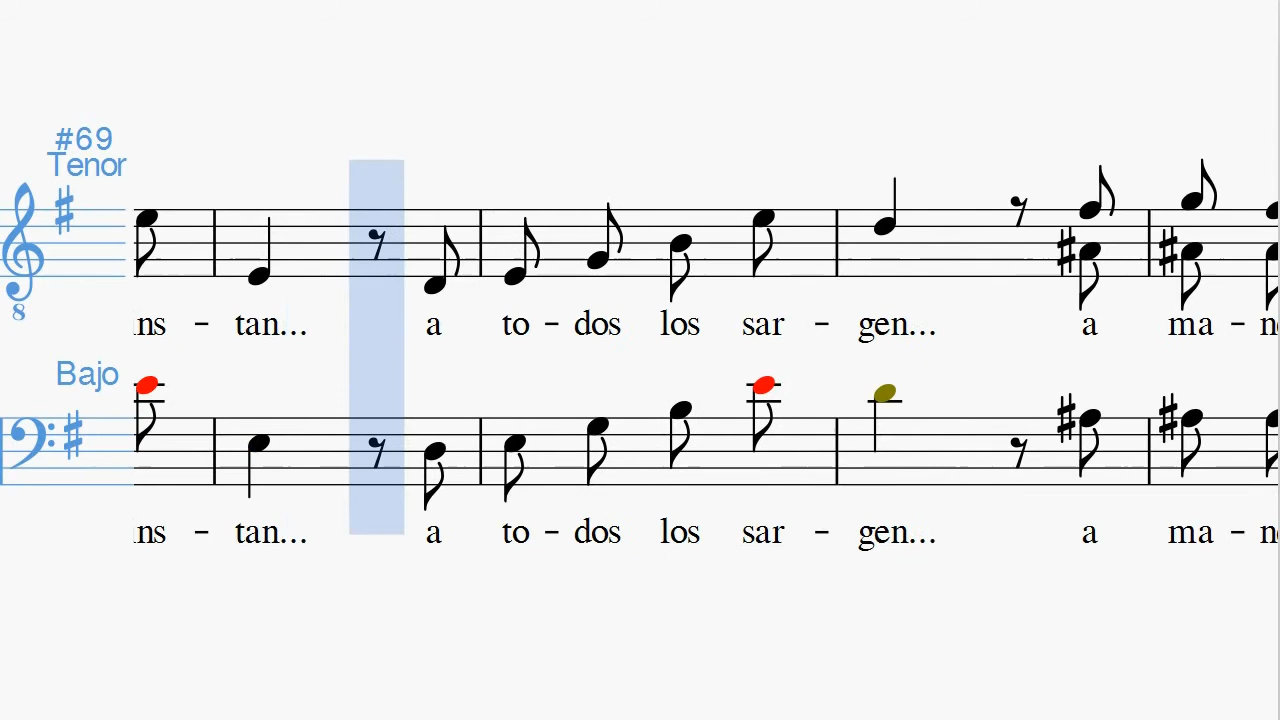 #69
Tenor
8
ns - tan... a to - dos los sar - gen... a ma -
Bajo
ns - tan... a to - dos los sar - gen... a ma -